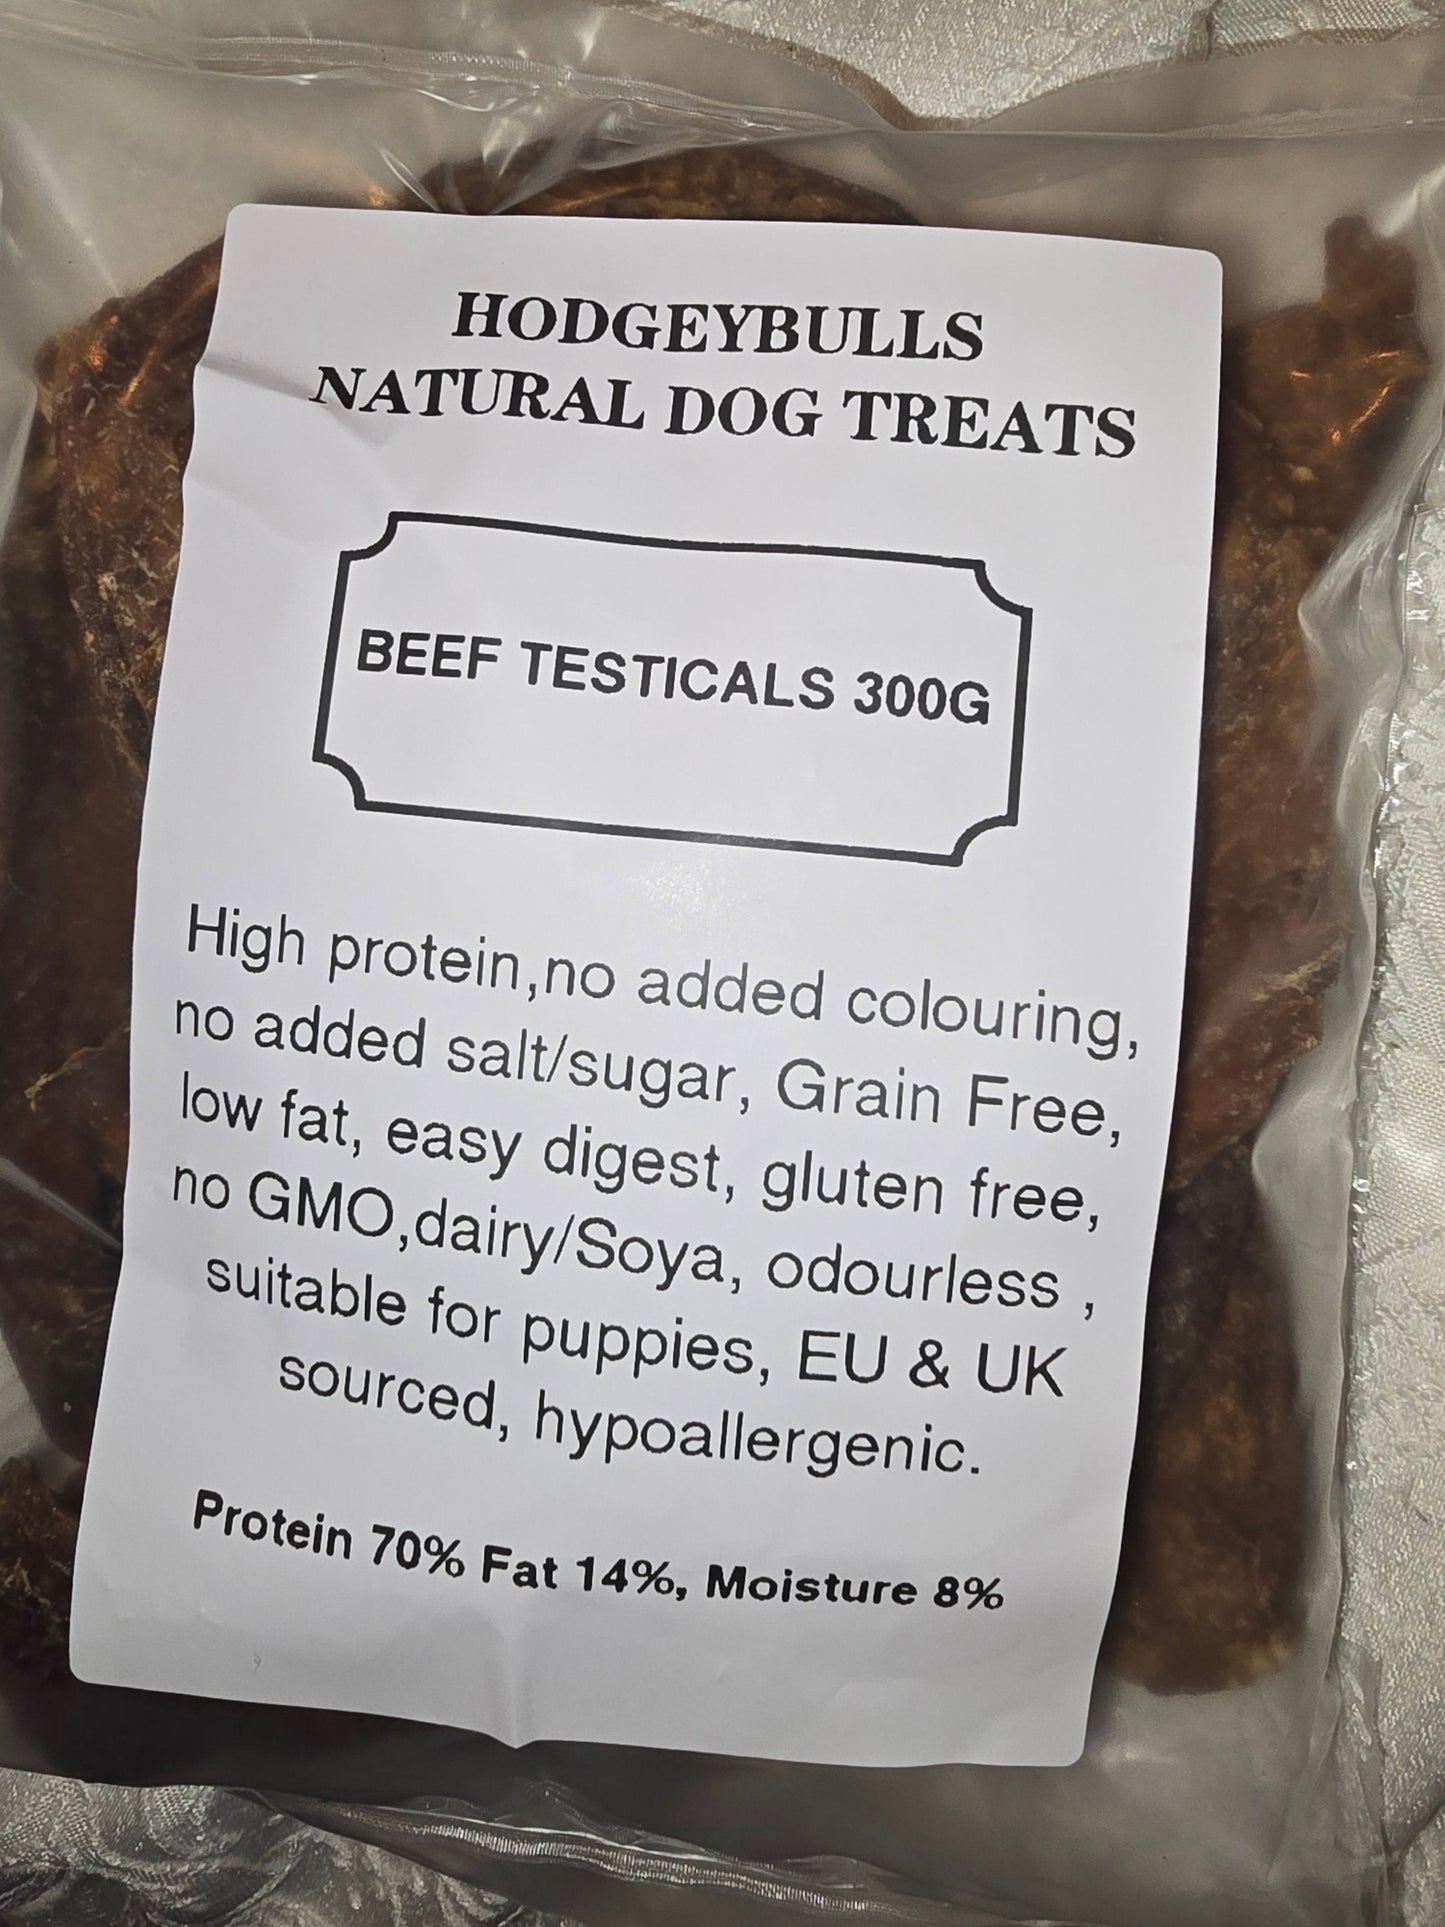 HODGEYBULLS
NATURAL DOG TREATS
BEEF TESTICALS 300G
High protein,no added colouring,
no added salt/sugar, Grain Free,
low fat, easy digest, gluten free,
no GMO,dairy/Soya, odourless ,
suitable for puppies, EU & UK
sourced, hypoallergenic.
Protein 70% Fat 14%, Moisture 8%